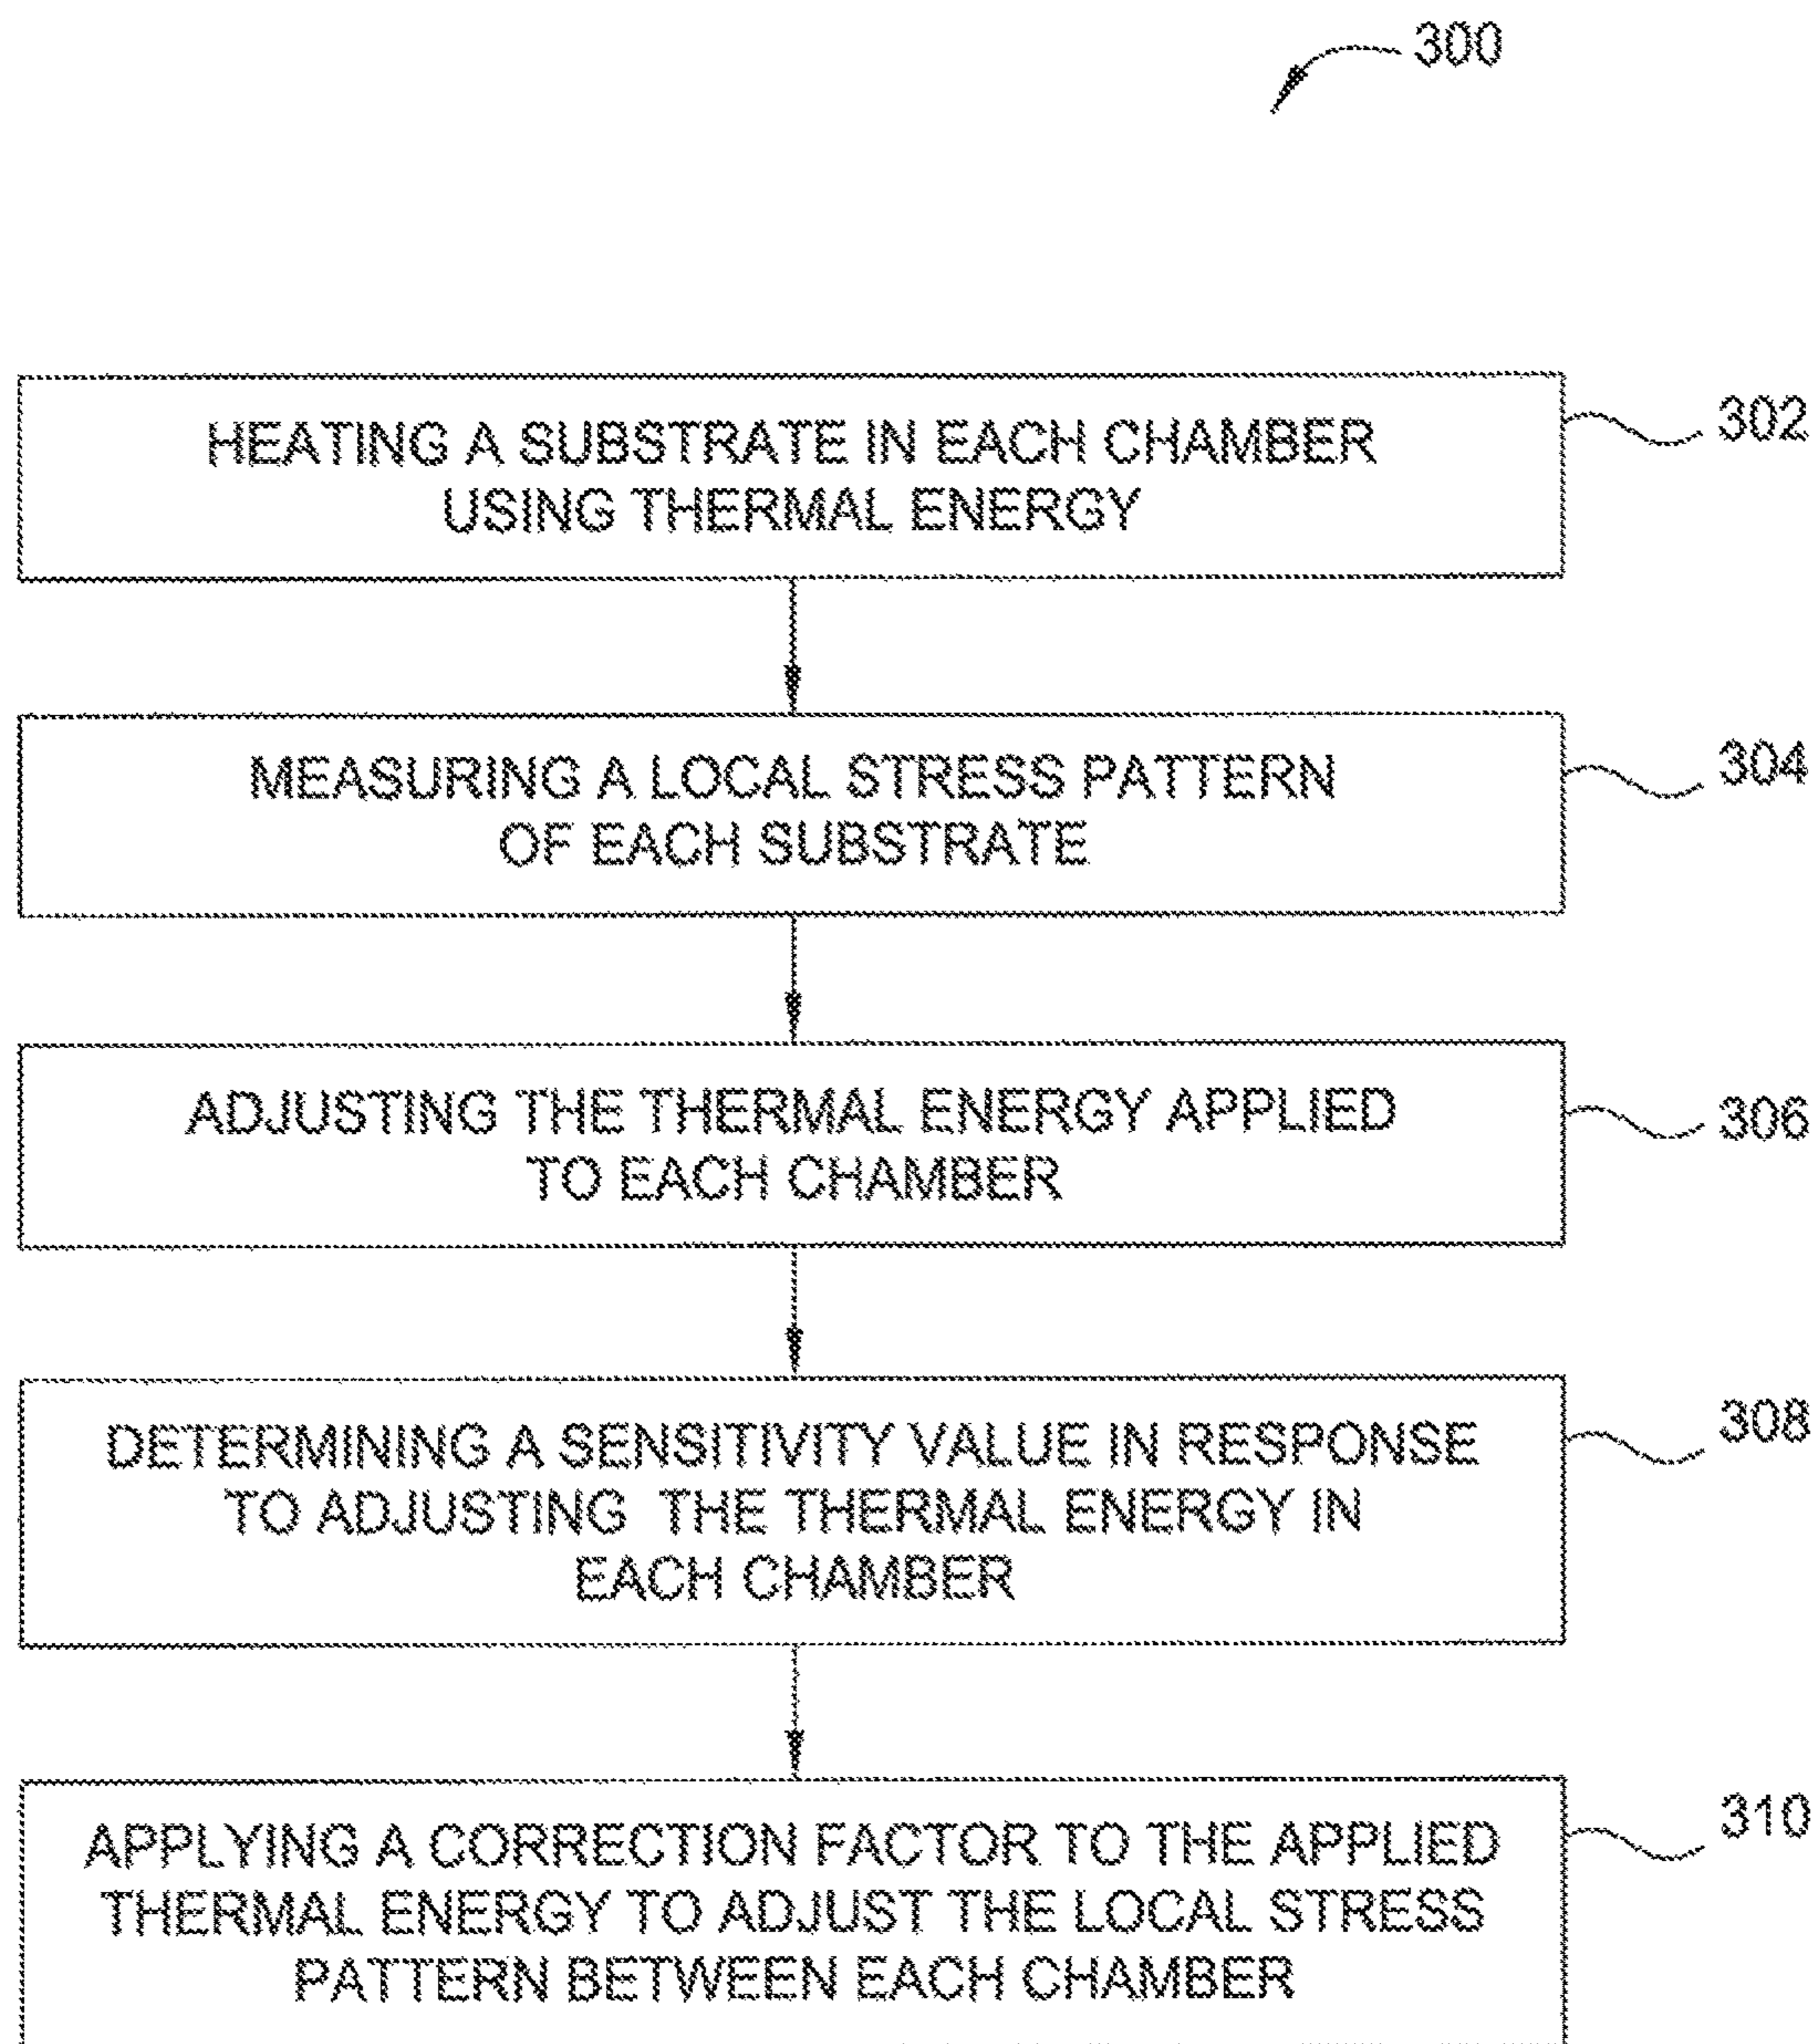 300
HEATING A SUBSTRATE IN EACH CHAMBER
USING THERMAL ENERGY
302
MEASURING A LOCAL STRESS PATTERN
OF EACH SUBSTRATE
304
ADJUSTING THE THERMAL ENERGY APPLIED
TO EACH CHAMBER
306
DETERMINING A SENSITIVITY VALUE IN RESPONSE
TO ADJUSTING THE THERMAL ENERGY IN
EACH CHAMBER
308
APPLYING A CORRECTION FACTOR TO THE APPLIED
THERMAL ENERGY TO ADJUST THE LOCAL STRESS
PATTERN BETWEEN EACH CHAMBER
310